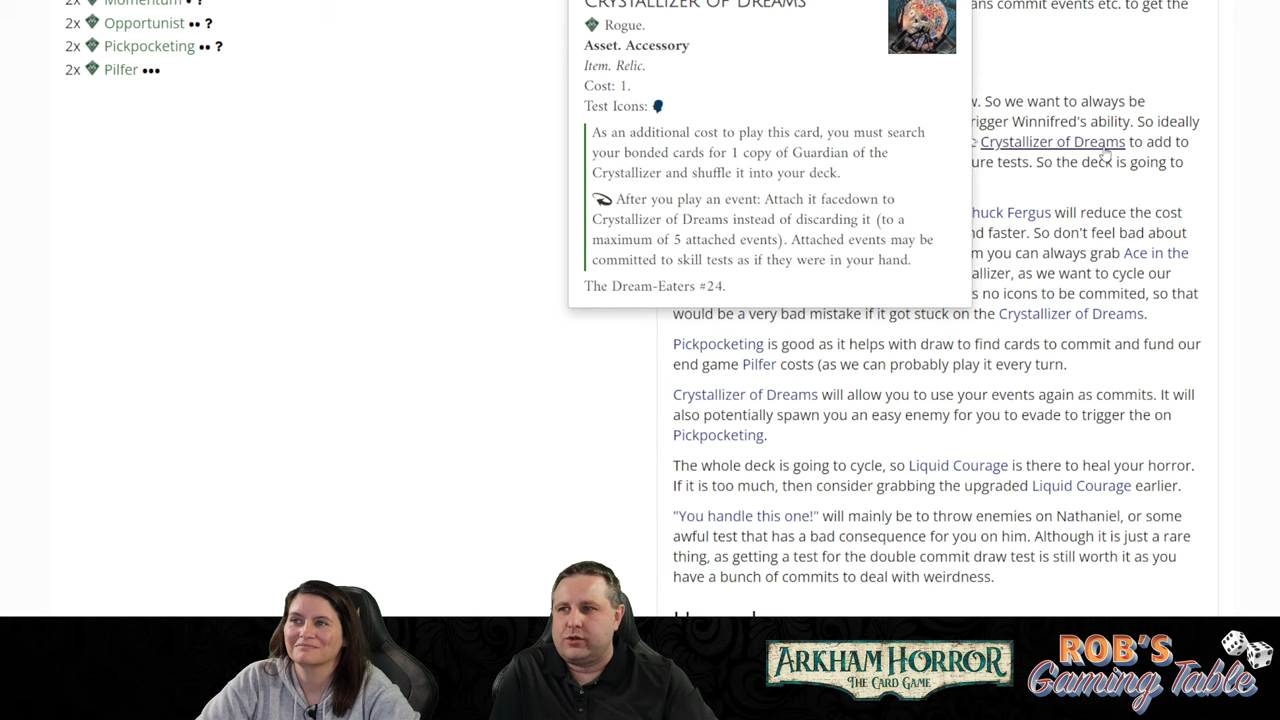 2x Momentum •?
2x Opportunist •• ?
2x Pickpocketing •• ?
2x Pilfer •••
Crystallizer of Dreams
Rogue.
Asset. Accessory
Item. Relic.
Cost: 1.
Test Icons:
As an additional cost to play this card, you must search
your bonded cards for 1 copy of Guardian of the
Crystallizer and shuffle it into your deck.
After you play an event: Attach it facedown to
Crystallizer of Dreams instead of discarding it (to a
maximum of 5 attached events). Attached events may be
committed to skill tests as if they were in your hand.
The Dream-Eaters #24.
commit events etc. to get the
. So we want to always be
trigger Winnifred's ability. So ideally
Crystallizer of Dreams to add to
tests. So the deck is going to
Fergus will reduce the cost
faster. So don't feel bad about
you can always grab Ace in the
as we want to cycle our
no icons to be commited, so that
would be a very bad mistake if it got stuck on the Crystallizer of Dreams.
Pickpocketing is good as it helps with draw to find cards to commit and fund our
end game Pilfer costs (as we can probably play it every turn.
Crystallizer of Dreams will allow you to use your events again as commits. It will
also potentially spawn you an easy enemy for you to evade to trigger the on
Pickpocketing.
The whole deck is going to cycle, so Liquid Courage is there to heal your horror.
If it is too much, then consider grabbing the upgraded Liquid Courage earlier.
"You handle this one!" will mainly be to throw enemies on Nathaniel, or some
awful test that has a bad consequence for you on him. Although it is just a rare
thing, as getting a test for the double commit draw test is still worth it as you
have a bunch of commits to deal with weirdness.
ARKHAM HORROR
THE CARD GAME
ROB'S
Gaming Table